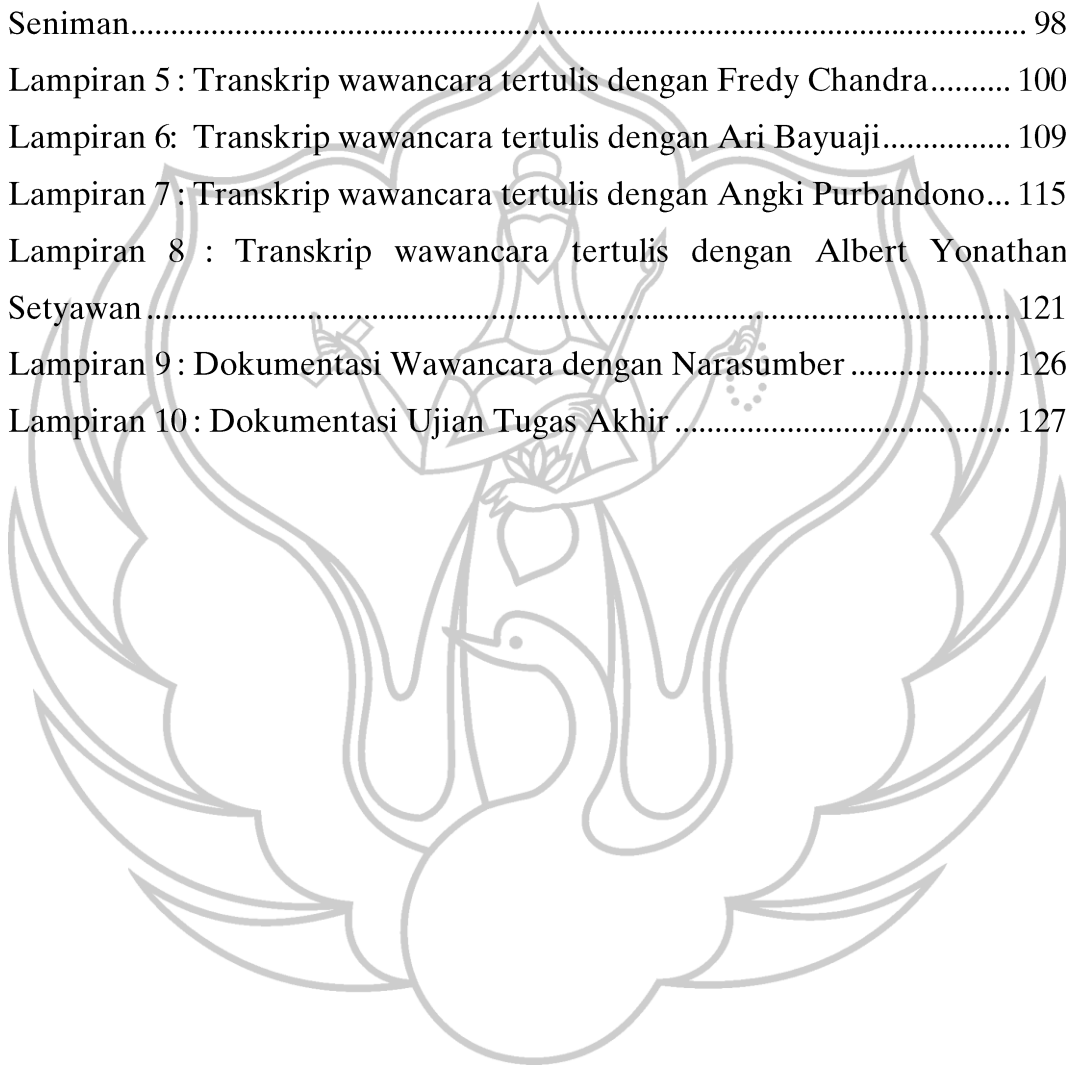 Seniman................................................................................................................ 98
Lampiran 5 : Transkrip wawancara tertulis dengan Fredy Chandra.......... 100
Lampiran 6:  Transkrip wawancara tertulis dengan Ari Bayuaji................ 109
Lampiran 7 : Transkrip wawancara tertulis dengan Angki Purbandono... 115
Lampiran 8 : Transkrip wawancara tertulis dengan Albert Yonathan
Setyawan ............................................................................................................ 121
Lampiran 9 : Dokumentasi Wawancara dengan Narasumber .................... 126
Lampiran 10 : Dokumentasi Ujian Tugas Akhir .......................................... 127